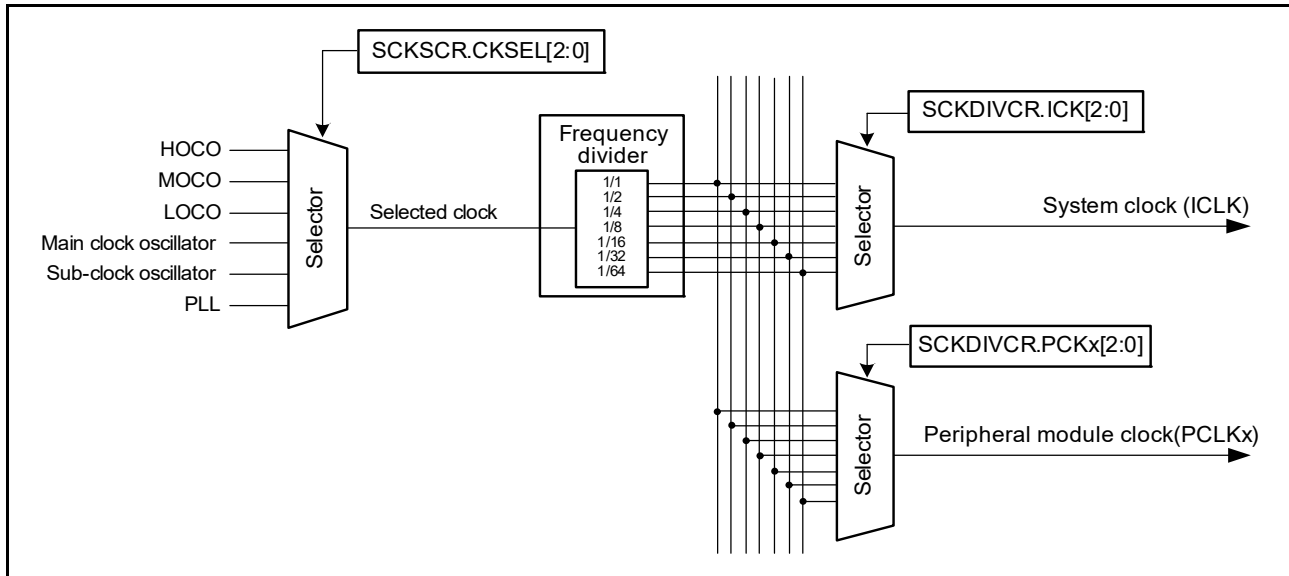 SCKSCR.CKSEL[2:0]
HOCO
MOCO
LOCO
Main clock oscillator
Sub-clock oscillator
PLL
Selector
Selected clock
Frequency
divider
1/1
1/2
1/4
1/8
1/16
1/32
1/64
SCKDIVCR.ICK[2:0]
Selector
System clock (ICLK)
SCKDIVCR.PCKx[2:0]
Selector
Peripheral module clock(PCLKx)